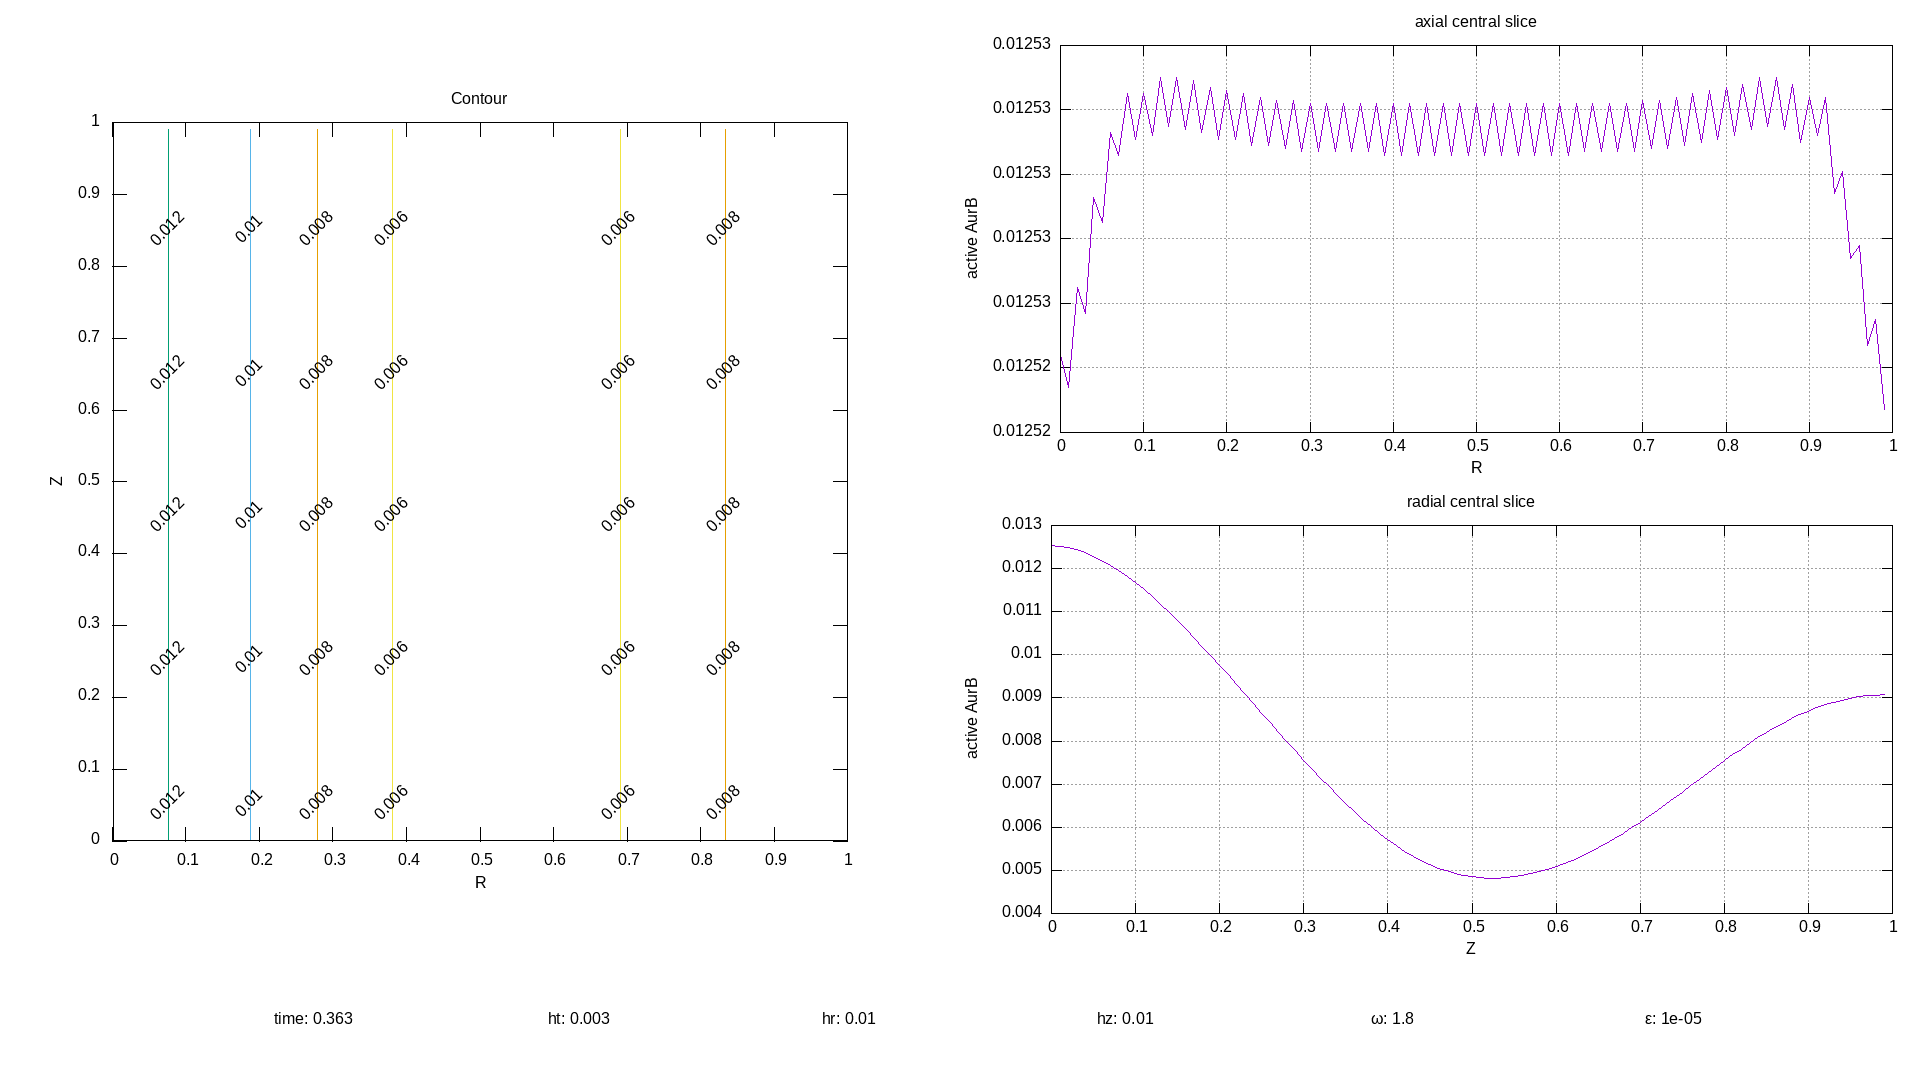 Contour
1
0.9
0.8
0.7
0.6
0.5
0.4
0.3
0.2
0.1
0
Z
0.012 0.01 0.008 0.006 0.006 0.008
0.012 0.01 0.008 0.006 0.006 0.008
0.012 0.01 0.008 0.006 0.006 0.008
0.012 0.01 0.008 0.006 0.006 0.008
0.012 0.01 0.008 0.006 0.006 0.008
0 0.1 0.2 0.3 0.4 0.5 0.6 0.7 0.8 0.9 1
R
axial central slice
0.01253
0.01253
0.01253
0.01253
0.01253
0.01252
0.01252
active AurB
0 0.1 0.2 0.3 0.4 0.5 0.6 0.7 0.8 0.9 1
R
radial central slice
0.013
0.012
0.011
0.01
0.009
0.008
0.007
0.006
0.005
0.004
active AurB
0 0.1 0.2 0.3 0.4 0.5 0.6 0.7 0.8 0.9 1
Z
time: 0.363 ht: 0.003 hr: 0.01 hz: 0.01 ω: 1.8 ε: 1e-05